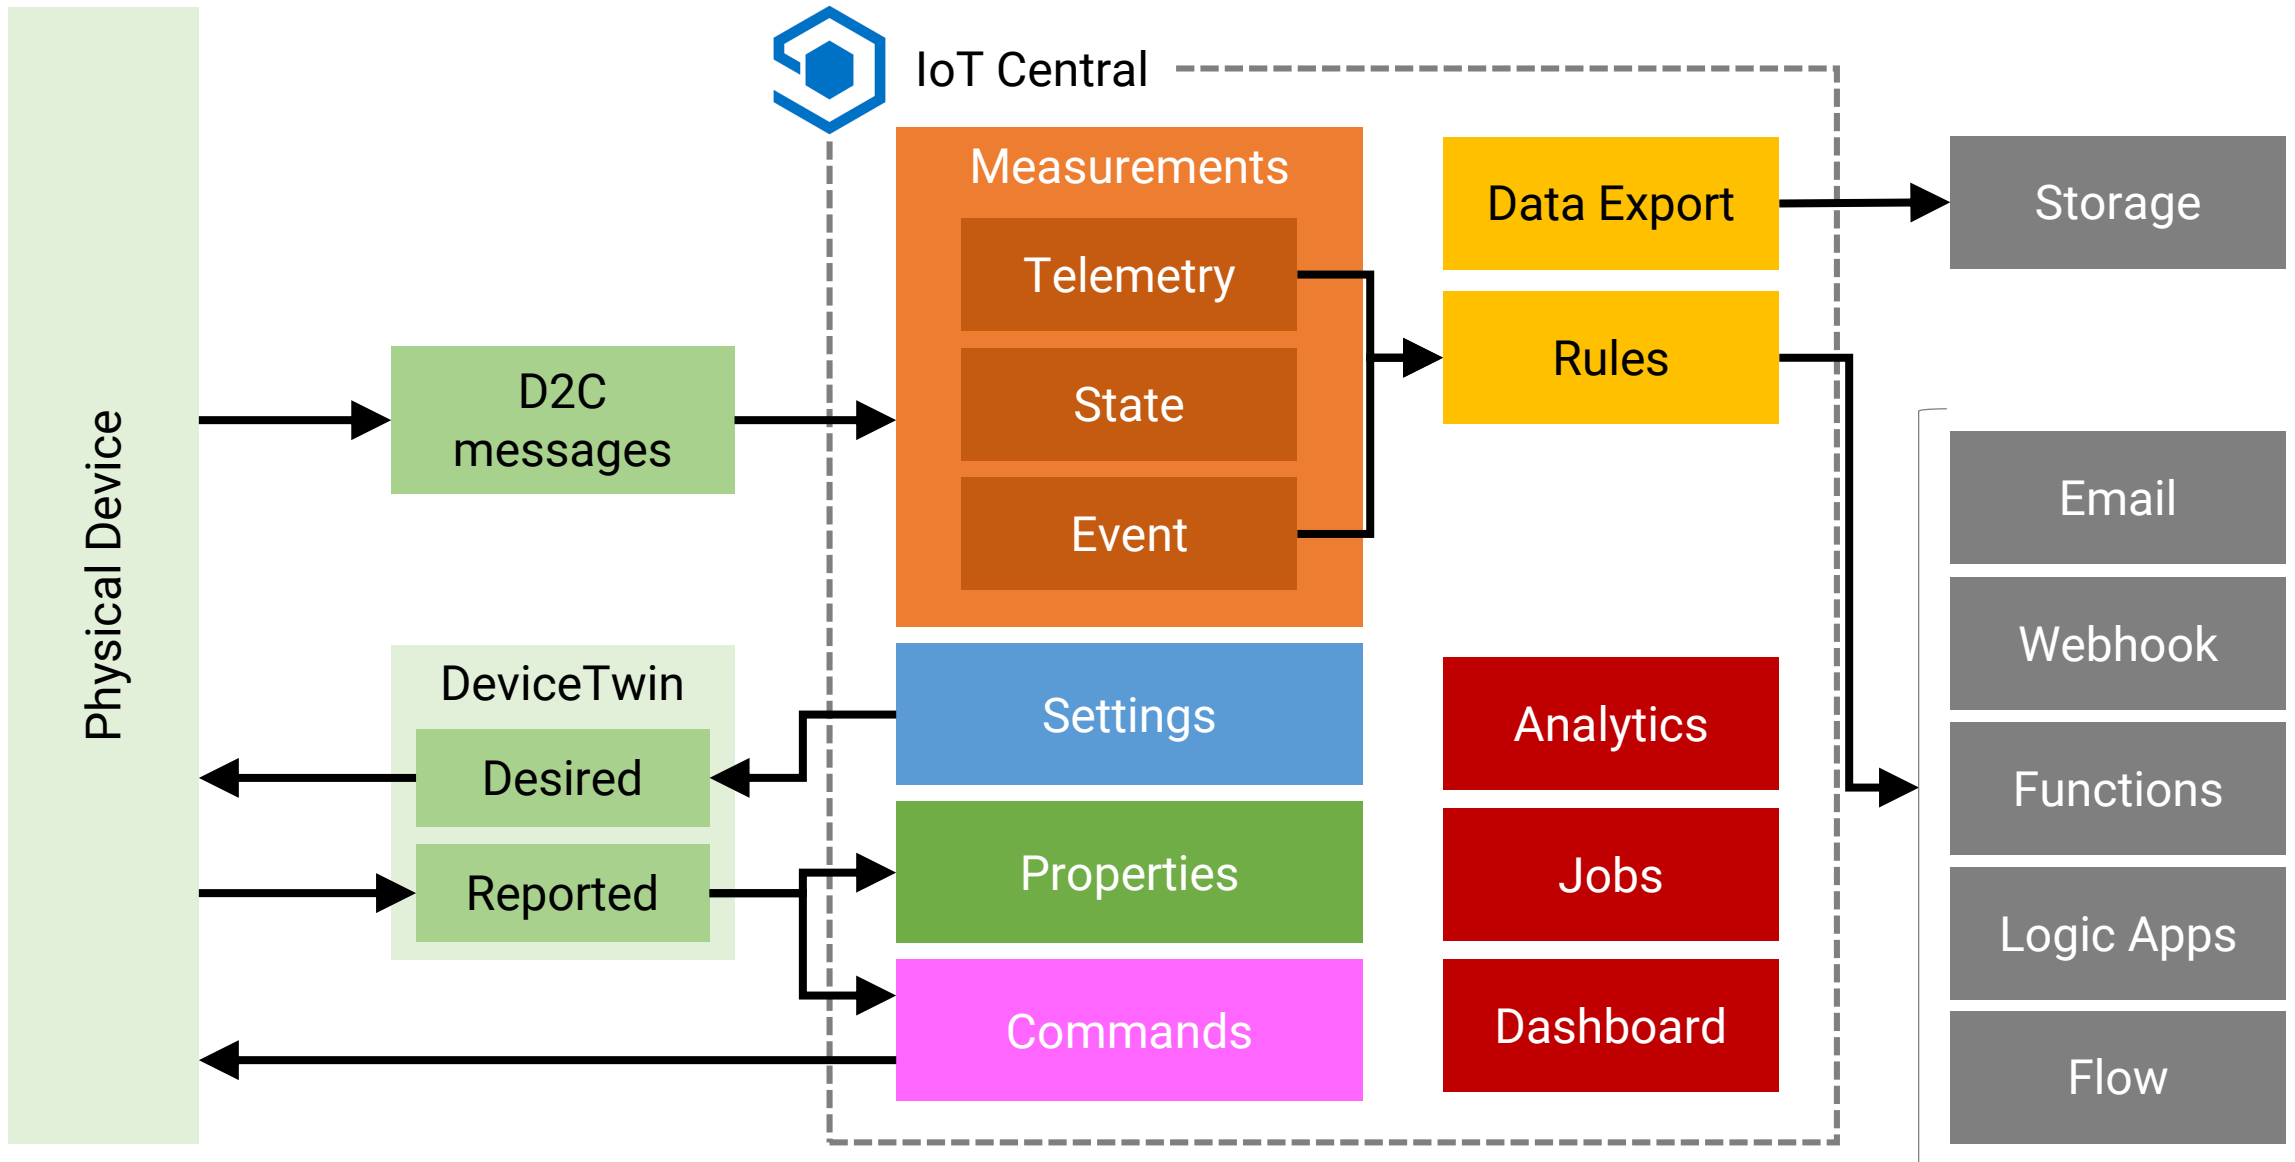 Physical Device
D2C
messages
DeviceTwin
Desired
Reported
IoT Central
Measurements
Telemetry
State
Event
Settings
Properties
Commands
Data Export
Rules
Analytics
Jobs
Dashboard
Storage
Email
Webhook
Functions
Logic Apps
Flow